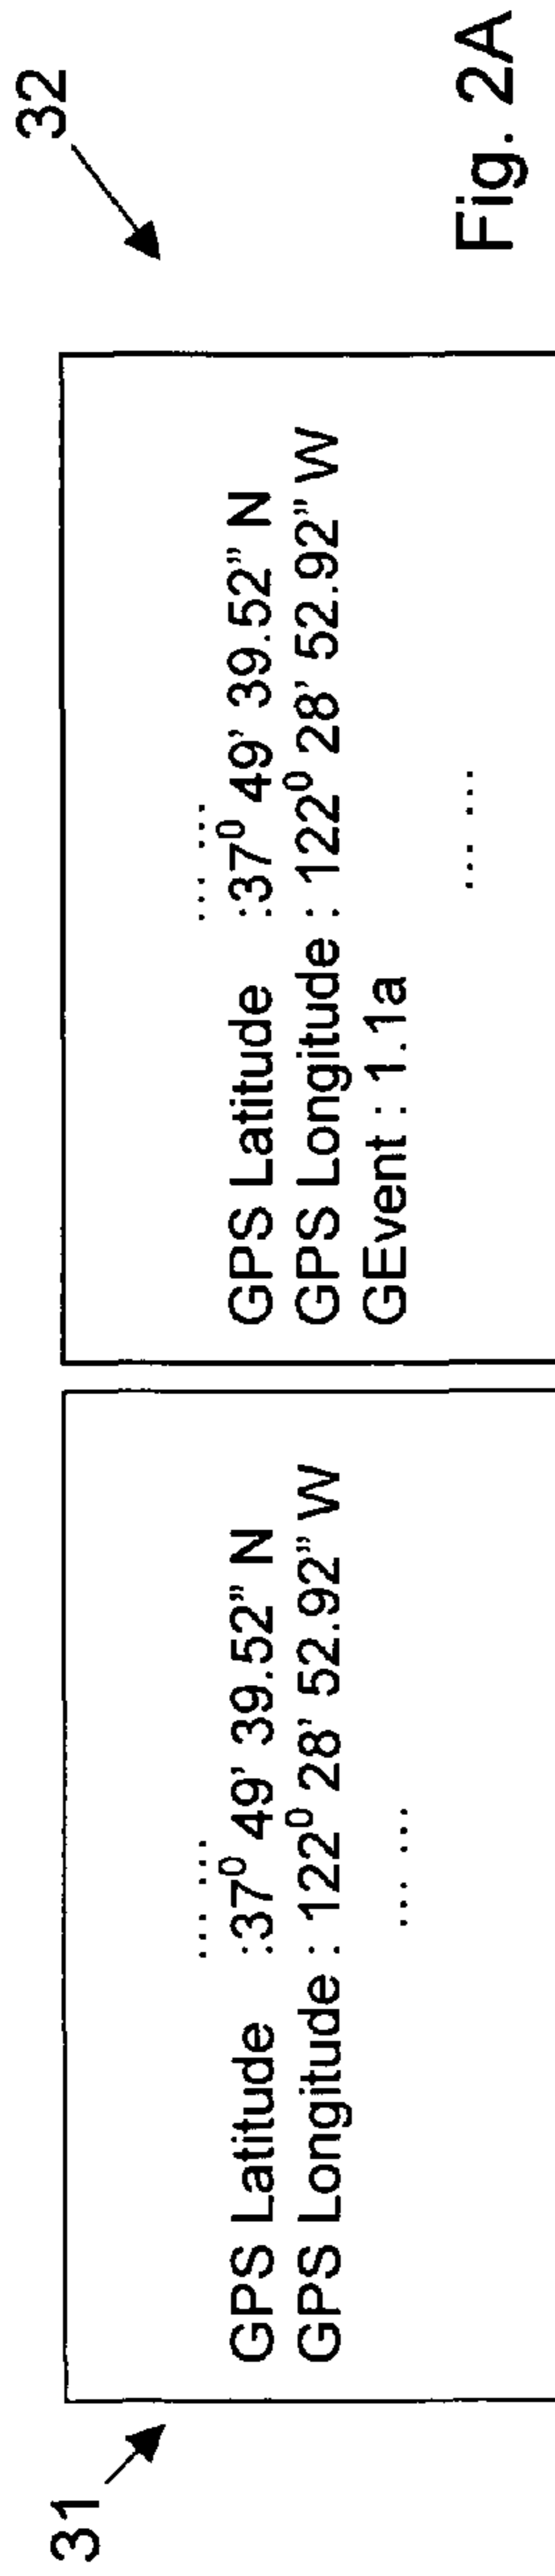 31
... ...
GPS Latitude :37⁰ 49’ 39.52” N
GPS Longitude : 122⁰ 28’ 52.92” W
... ...
32
... ...
GPS Latitude :37⁰ 49’ 39.52” N
GPS Longitude : 122⁰ 28’ 52.92” W
GEvent : 1.1a
... ...
Fig. 2A